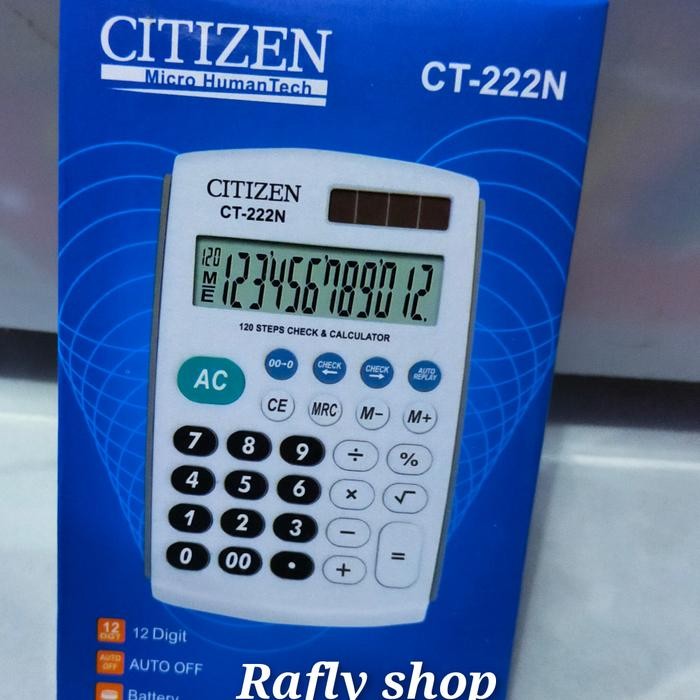 CITIZEN
Micro HumanTech
CT-222N
CITIZEN
CT-222N
120
M
E
123456789012.
120 STEPS CHECK & CALCULATOR
AC
00→0
CHECK ←
CHECK →
AUTO REPLAY
CE
MRC
M−
M+
7 8 9 ÷ %
4 5 6 × √
1 2 3 −
0 00 • + =
12 DGT 12 Digit
AUTO OFF AUTO OFF
Battery
Rafly shop